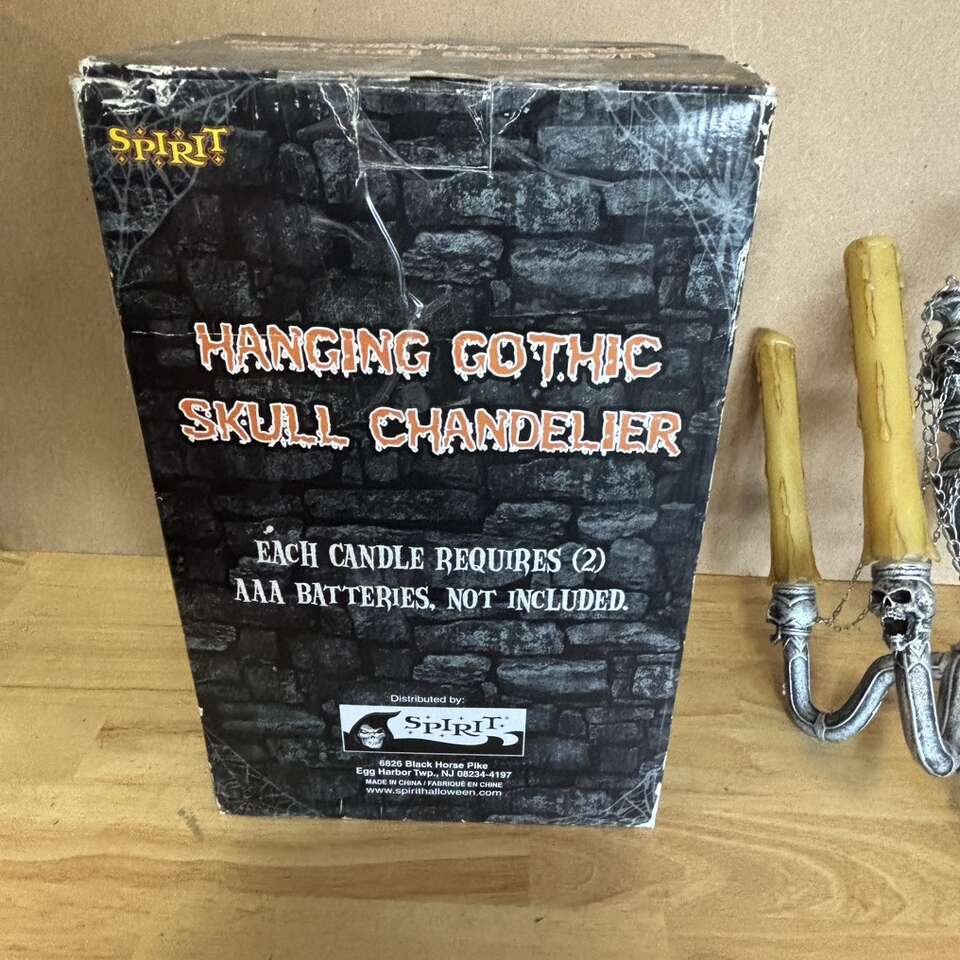 SPIRIT
HANGING GOTHIC
SKULL CHANDELIER
EACH CANDLE REQUIRES (2)
AAA BATTERIES, NOT INCLUDED.
Distributed by:
SPIRIT
6826 Black Horse Pike
Egg Harbor Twp., NJ 08234-4197
MADE IN CHINA / FABRIQUÉ EN CHINE
www.spirithalloween.com